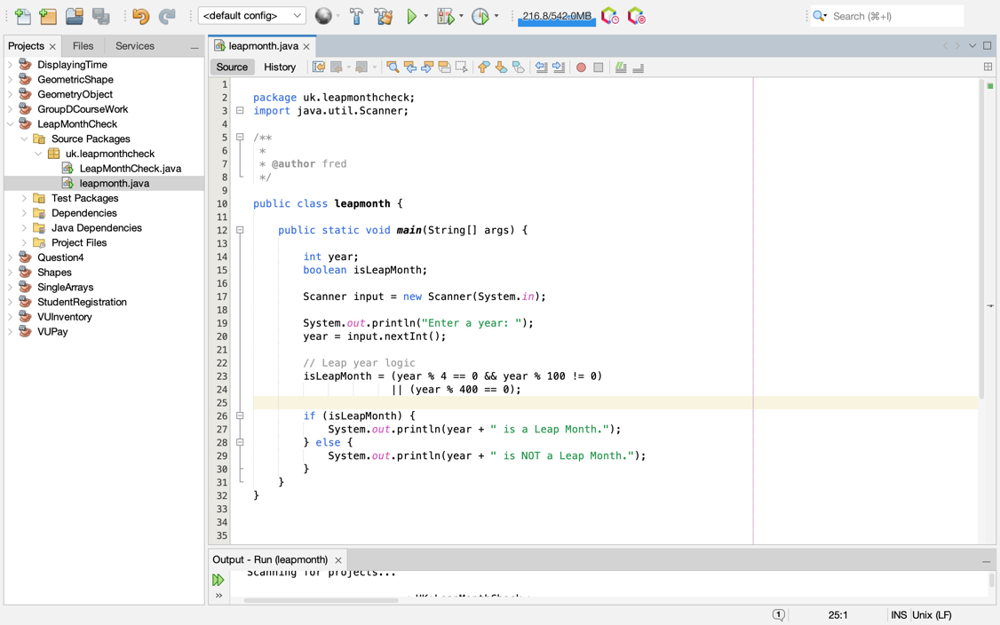 <default config>
216.8/542.0MB
Search (⌘+I)
Projects
Files
Services
DisplayingTime
GeometricShape
GeometryObject
GroupDCourseWork
LeapMonthCheck
Source Packages
uk.leapmonthcheck
LeapMonthCheck.java
leapmonth.java
Test Packages
Dependencies
Java Dependencies
Project Files
Question4
Shapes
SingleArrays
StudentRegistration
VUInventory
VUPay
leapmonth.java
Source
History
1
2 package uk.leapmonthcheck;
3 import java.util.Scanner;
4
5 /**
6 *
7 * @author fred
8 */
9
10 public class leapmonth {
11
12 public static void main(String[] args) {
13
14 int year;
15 boolean isLeapMonth;
16
17 Scanner input = new Scanner(System.in);
18
19 System.out.println("Enter a year: ");
20 year = input.nextInt();
21
22 // Leap year logic
23 isLeapMonth = (year % 4 == 0 && year % 100 != 0)
24 || (year % 400 == 0);
25
26 if (isLeapMonth) {
27 System.out.println(year + " is a Leap Month.");
28 } else {
29 System.out.println(year + " is NOT a Leap Month.");
30 }
31 }
32 }
33
34
35
Output - Run (leapmonth)
Scanning for projects...
1
25:1
INS
Unix (LF)